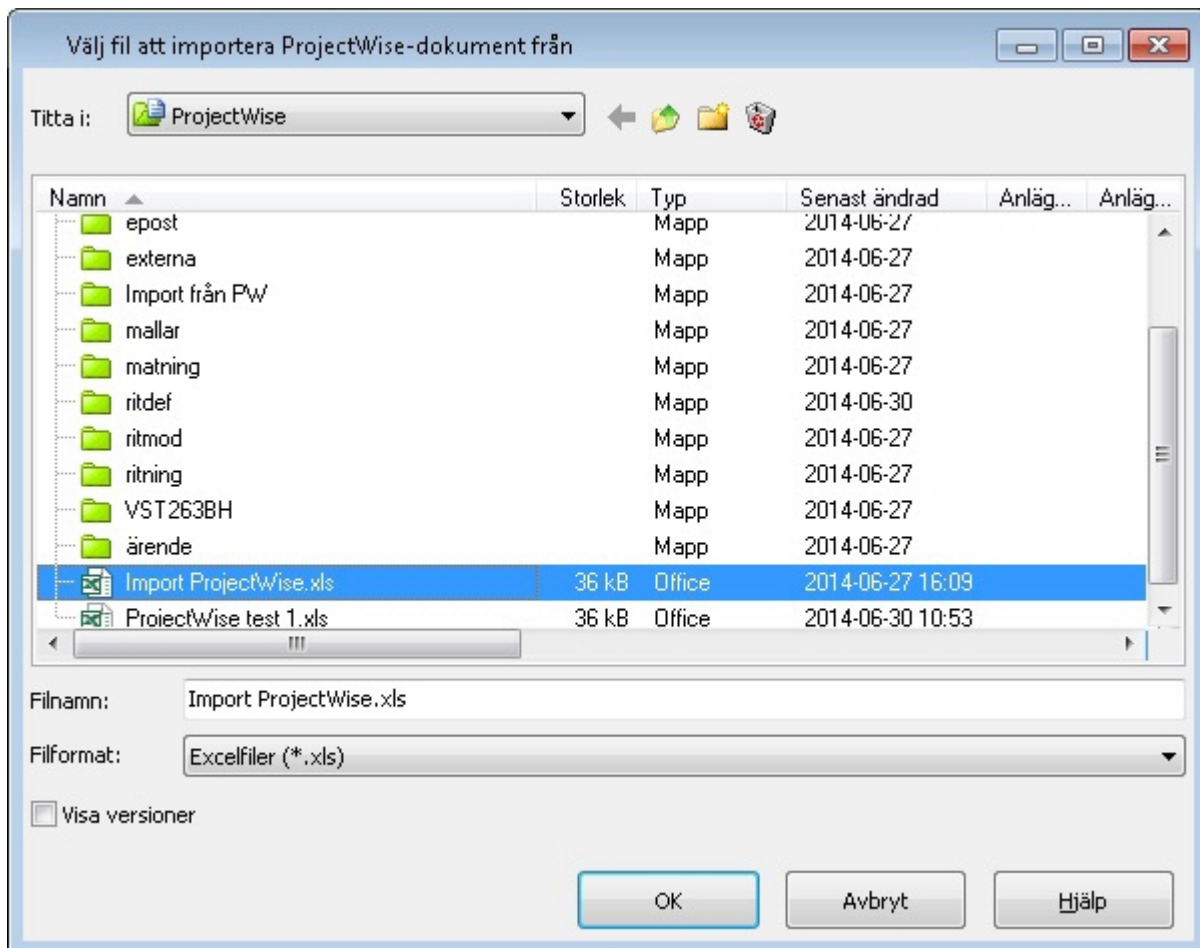 Välj fil att importera ProjectWise-dokument från
Titta i: ProjectWise
Namn Storlek Typ Senast ändrad Anläg... Anläg...
epost Mapp 2014-06-27
externa Mapp 2014-06-27
Import från PW Mapp 2014-06-27
mallar Mapp 2014-06-27
matning Mapp 2014-06-27
ritdef Mapp 2014-06-30
ritmod Mapp 2014-06-27
ritning Mapp 2014-06-27
VST263BH Mapp 2014-06-27
ärende Mapp 2014-06-27
Import ProjectWise.xls 36 kB Office 2014-06-27 16:09
ProjectWise test 1.xls 36 kB Office 2014-06-30 10:53
Filnamn: Import ProjectWise.xls
Filformat: Excelfiler (*.xls)
Visa versioner
OK Avbryt Hjälp